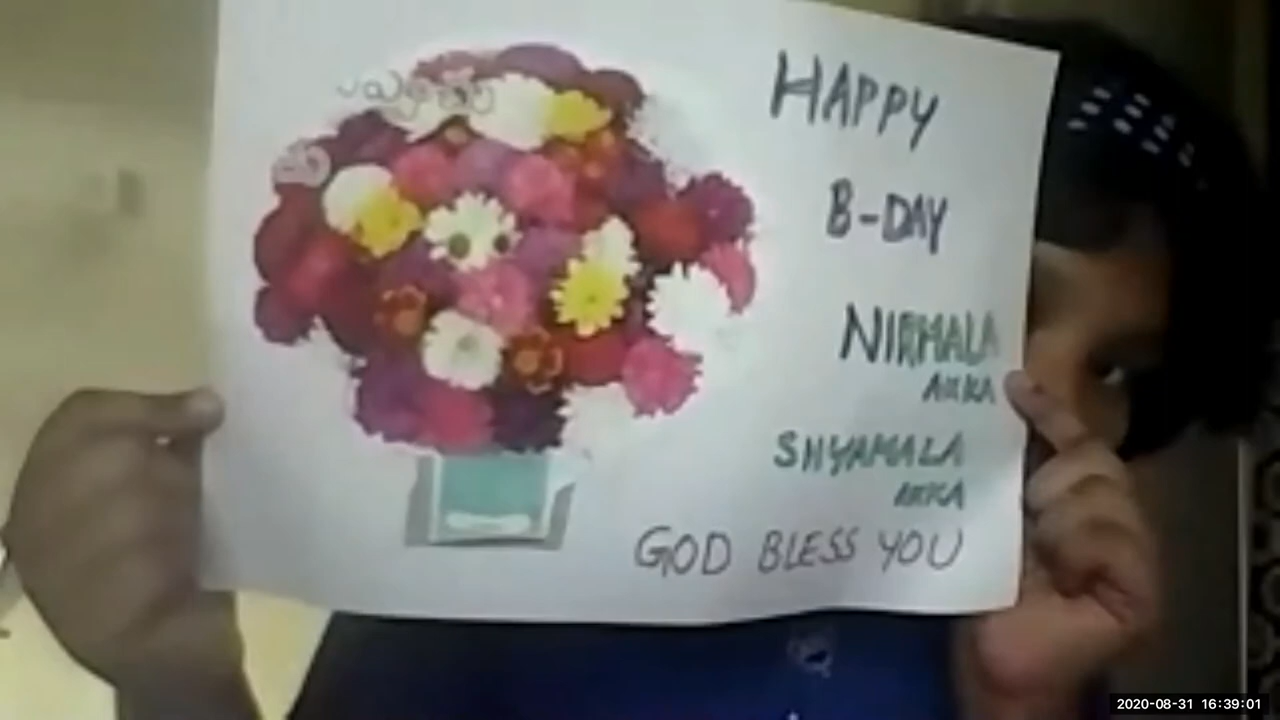 HAPPY
B-DAY
NIRMALA
AKKA
SHYAMALA
AKKA
GOD BLESS YOU
2020-08-31 16:39:01